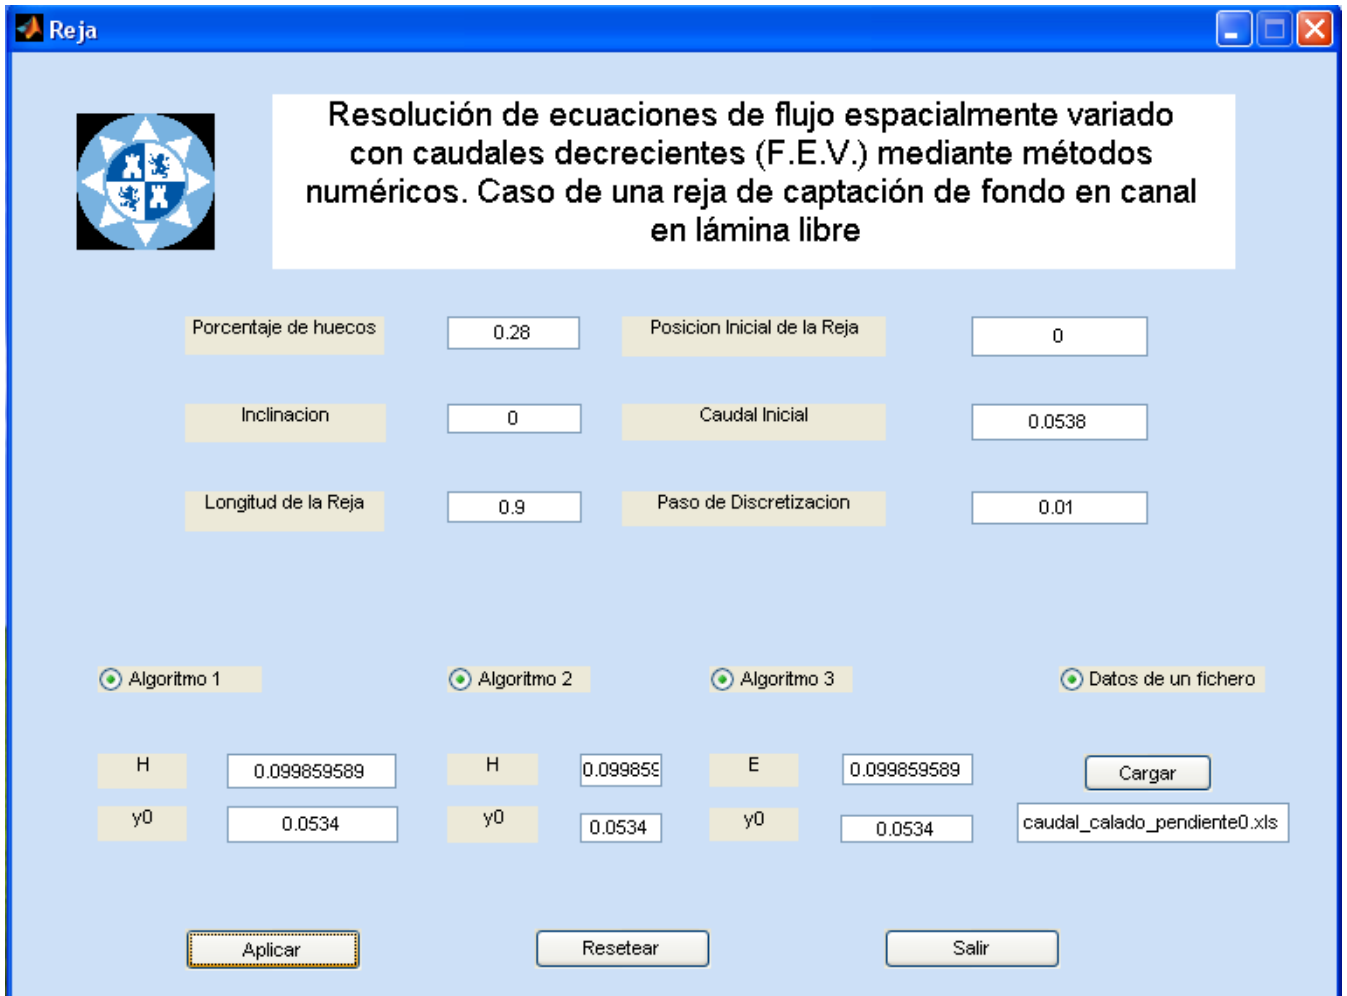 Reja
Resolución de ecuaciones de flujo espacialmente variado
con caudales decrecientes (F.E.V.) mediante métodos
numéricos. Caso de una reja de captación de fondo en canal
en lámina libre
Porcentaje de huecos 0.28 Posicion Inicial de la Reja 0
Inclinacion 0 Caudal Inicial 0.0538
Longitud de la Reja 0.9 Paso de Discretizacion 0.01
Algoritmo 1 Algoritmo 2 Algoritmo 3 Datos de un fichero
H 0.099859589 H 0.09985 E 0.099859589 Cargar
y0 0.0534 y0 0.0534 y0 0.0534 caudal_calado_pendiente0.xls
Aplicar Resetear Salir